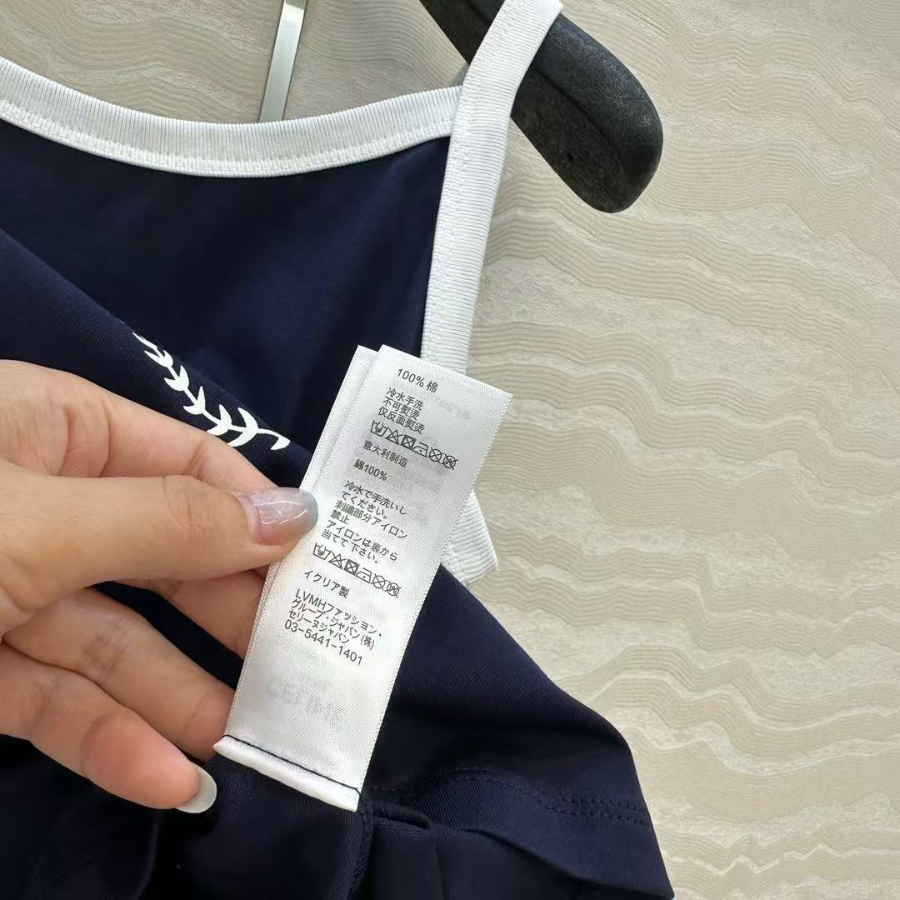 100% 棉
冷水手洗
不可熨烫
仅反面熨烫
意大利制造
綿100%
冷水で手洗いし
てください。
刺繍部分アイロン
禁止
アイロンは裏から
当てて下さい。
イタリア製
LVMHファッション・
グループ・ジャパン(株)
セリーヌジャパン
03-5441-1401
CELINE